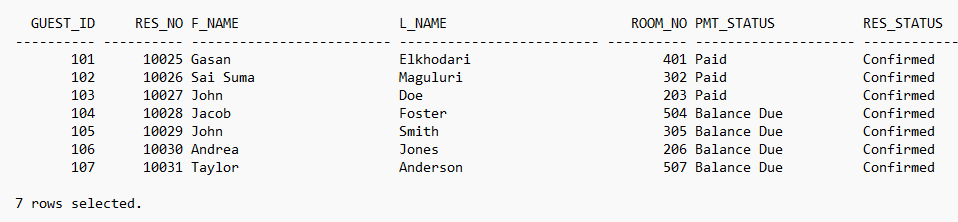 GUEST_ID RES_NO F_NAME L_NAME ROOM_NO PMT_STATUS RES_STATUS
---------- ---------- ------------------------- ------------------------- ---------- -------------------- ------------
101 10025 Gasan Elkhodari 401 Paid Confirmed
102 10026 Sai Suma Maguluri 302 Paid Confirmed
103 10027 John Doe 203 Paid Confirmed
104 10028 Jacob Foster 504 Balance Due Confirmed
105 10029 John Smith 305 Balance Due Confirmed
106 10030 Andrea Jones 206 Balance Due Confirmed
107 10031 Taylor Anderson 507 Balance Due Confirmed
7 rows selected.